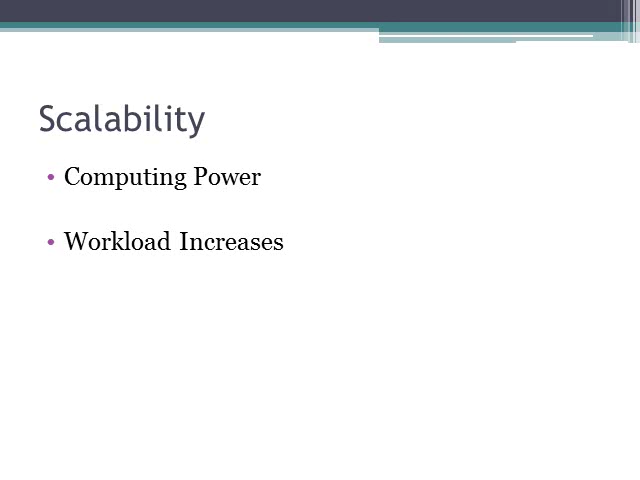 Scalability
• Computing Power
• Workload Increases